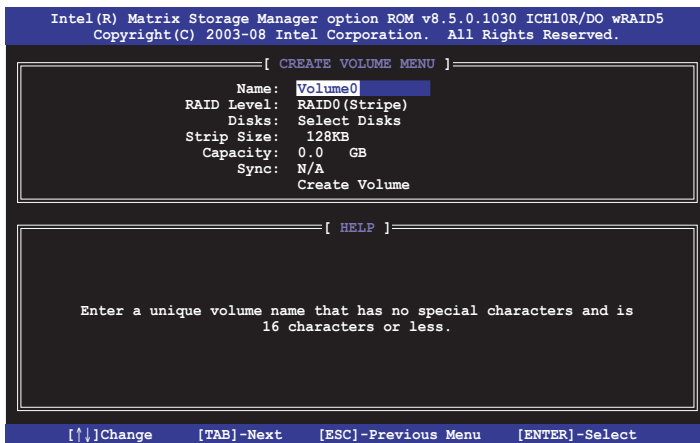 Intel(R) Matrix Storage Manager option ROM v8.5.0.1030 ICH10R/DO wRAID5
Copyright(C) 2003-08 Intel Corporation. All Rights Reserved.
[ CREATE VOLUME MENU ]
Name: Volume0
RAID Level: RAID0(Stripe)
Disks: Select Disks
Strip Size: 128KB
Capacity: 0.0 GB
Sync: N/A
Create Volume
[ HELP ]
Enter a unique volume name that has no special characters and is
16 characters or less.
[↑↓]Change [TAB]-Next [ESC]-Previous Menu [ENTER]-Select